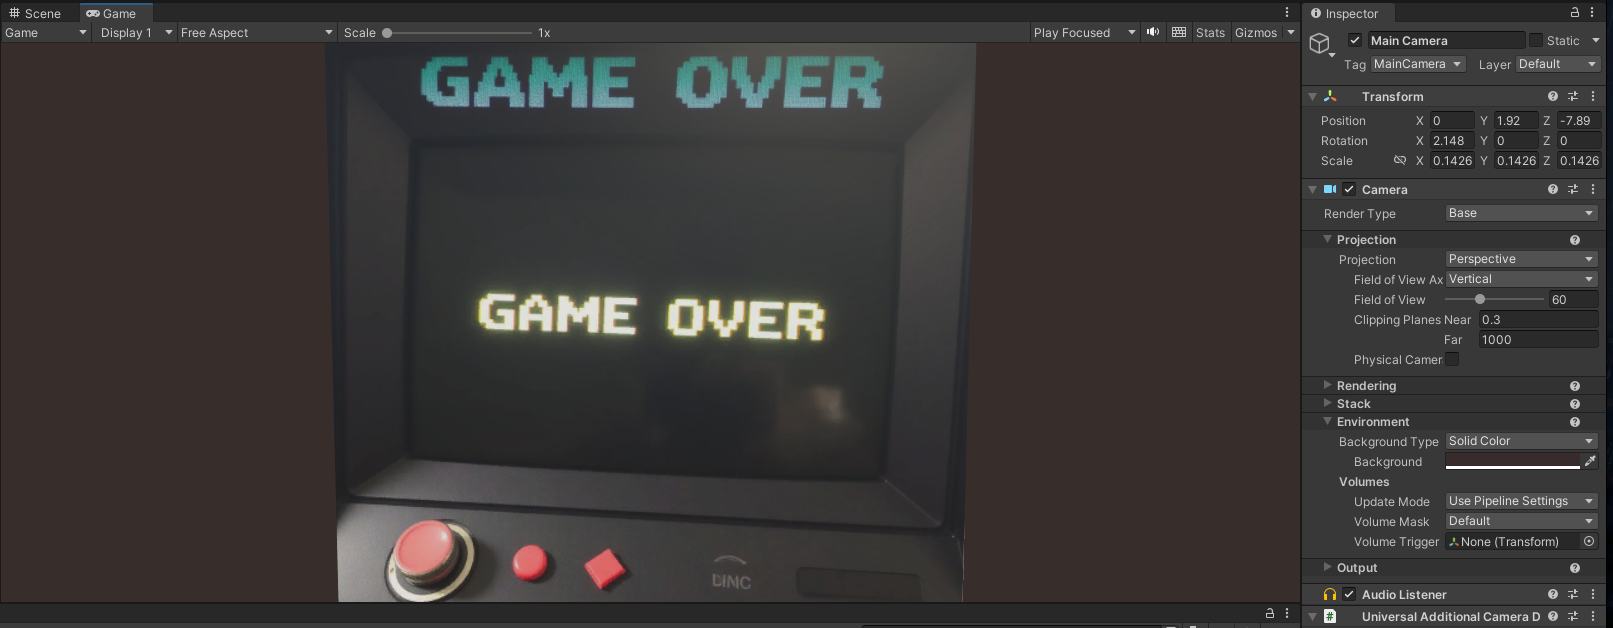 Scene
Game
Game
Display 1
Free Aspect
Scale
1x
Play Focused
Stats
Gizmos
GAME OVER
GAME OVER
DINC
Inspector
Main Camera
Static
Tag
MainCamera
Layer
Default
Transform
Position
X 0 Y 1.92 Z -7.89
Rotation
X 2.148 Y 0 Z 0
Scale
X 0.1426 Y 0.1426 Z 0.1426
Camera
Render Type
Base
Projection
Projection
Perspective
Field of View Ax
Vertical
Field of View
60
Clipping Planes Near
0.3
Far
1000
Physical Camer
Rendering
Stack
Environment
Background Type
Solid Color
Background
Volumes
Update Mode
Use Pipeline Settings
Volume Mask
Default
Volume Trigger
None (Transform)
Output
Audio Listener
Universal Additional Camera D